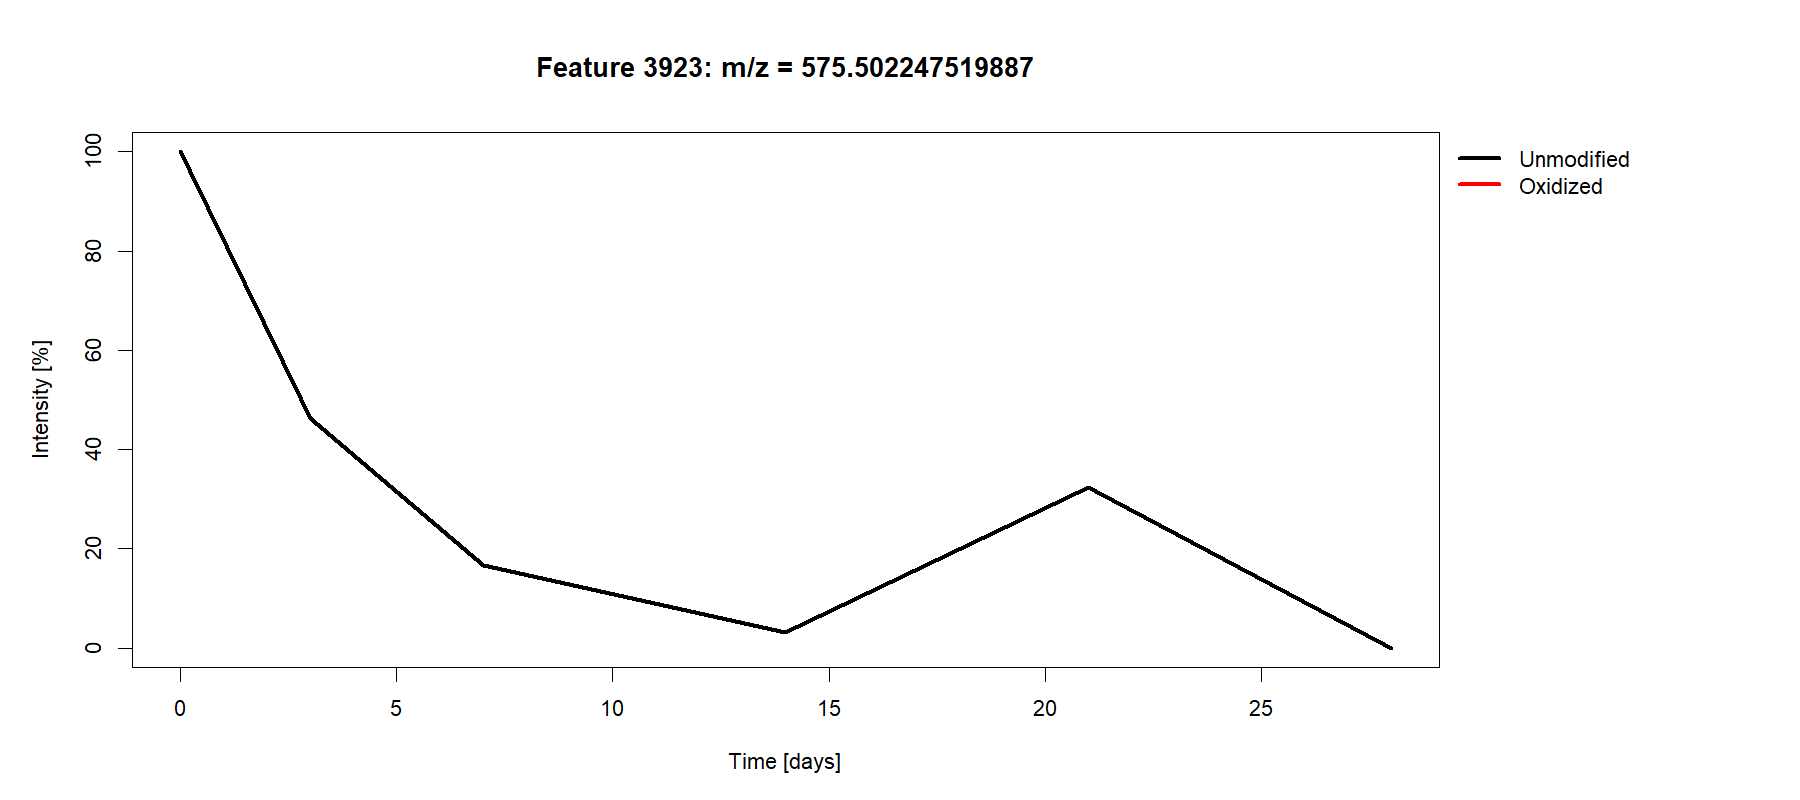 Feature 3923: m/z = 575.502247519887
Unmodified
Oxidized
Intensity [%]
100
80
60
40
20
0
0 5 10 15 20 25
Time [days]